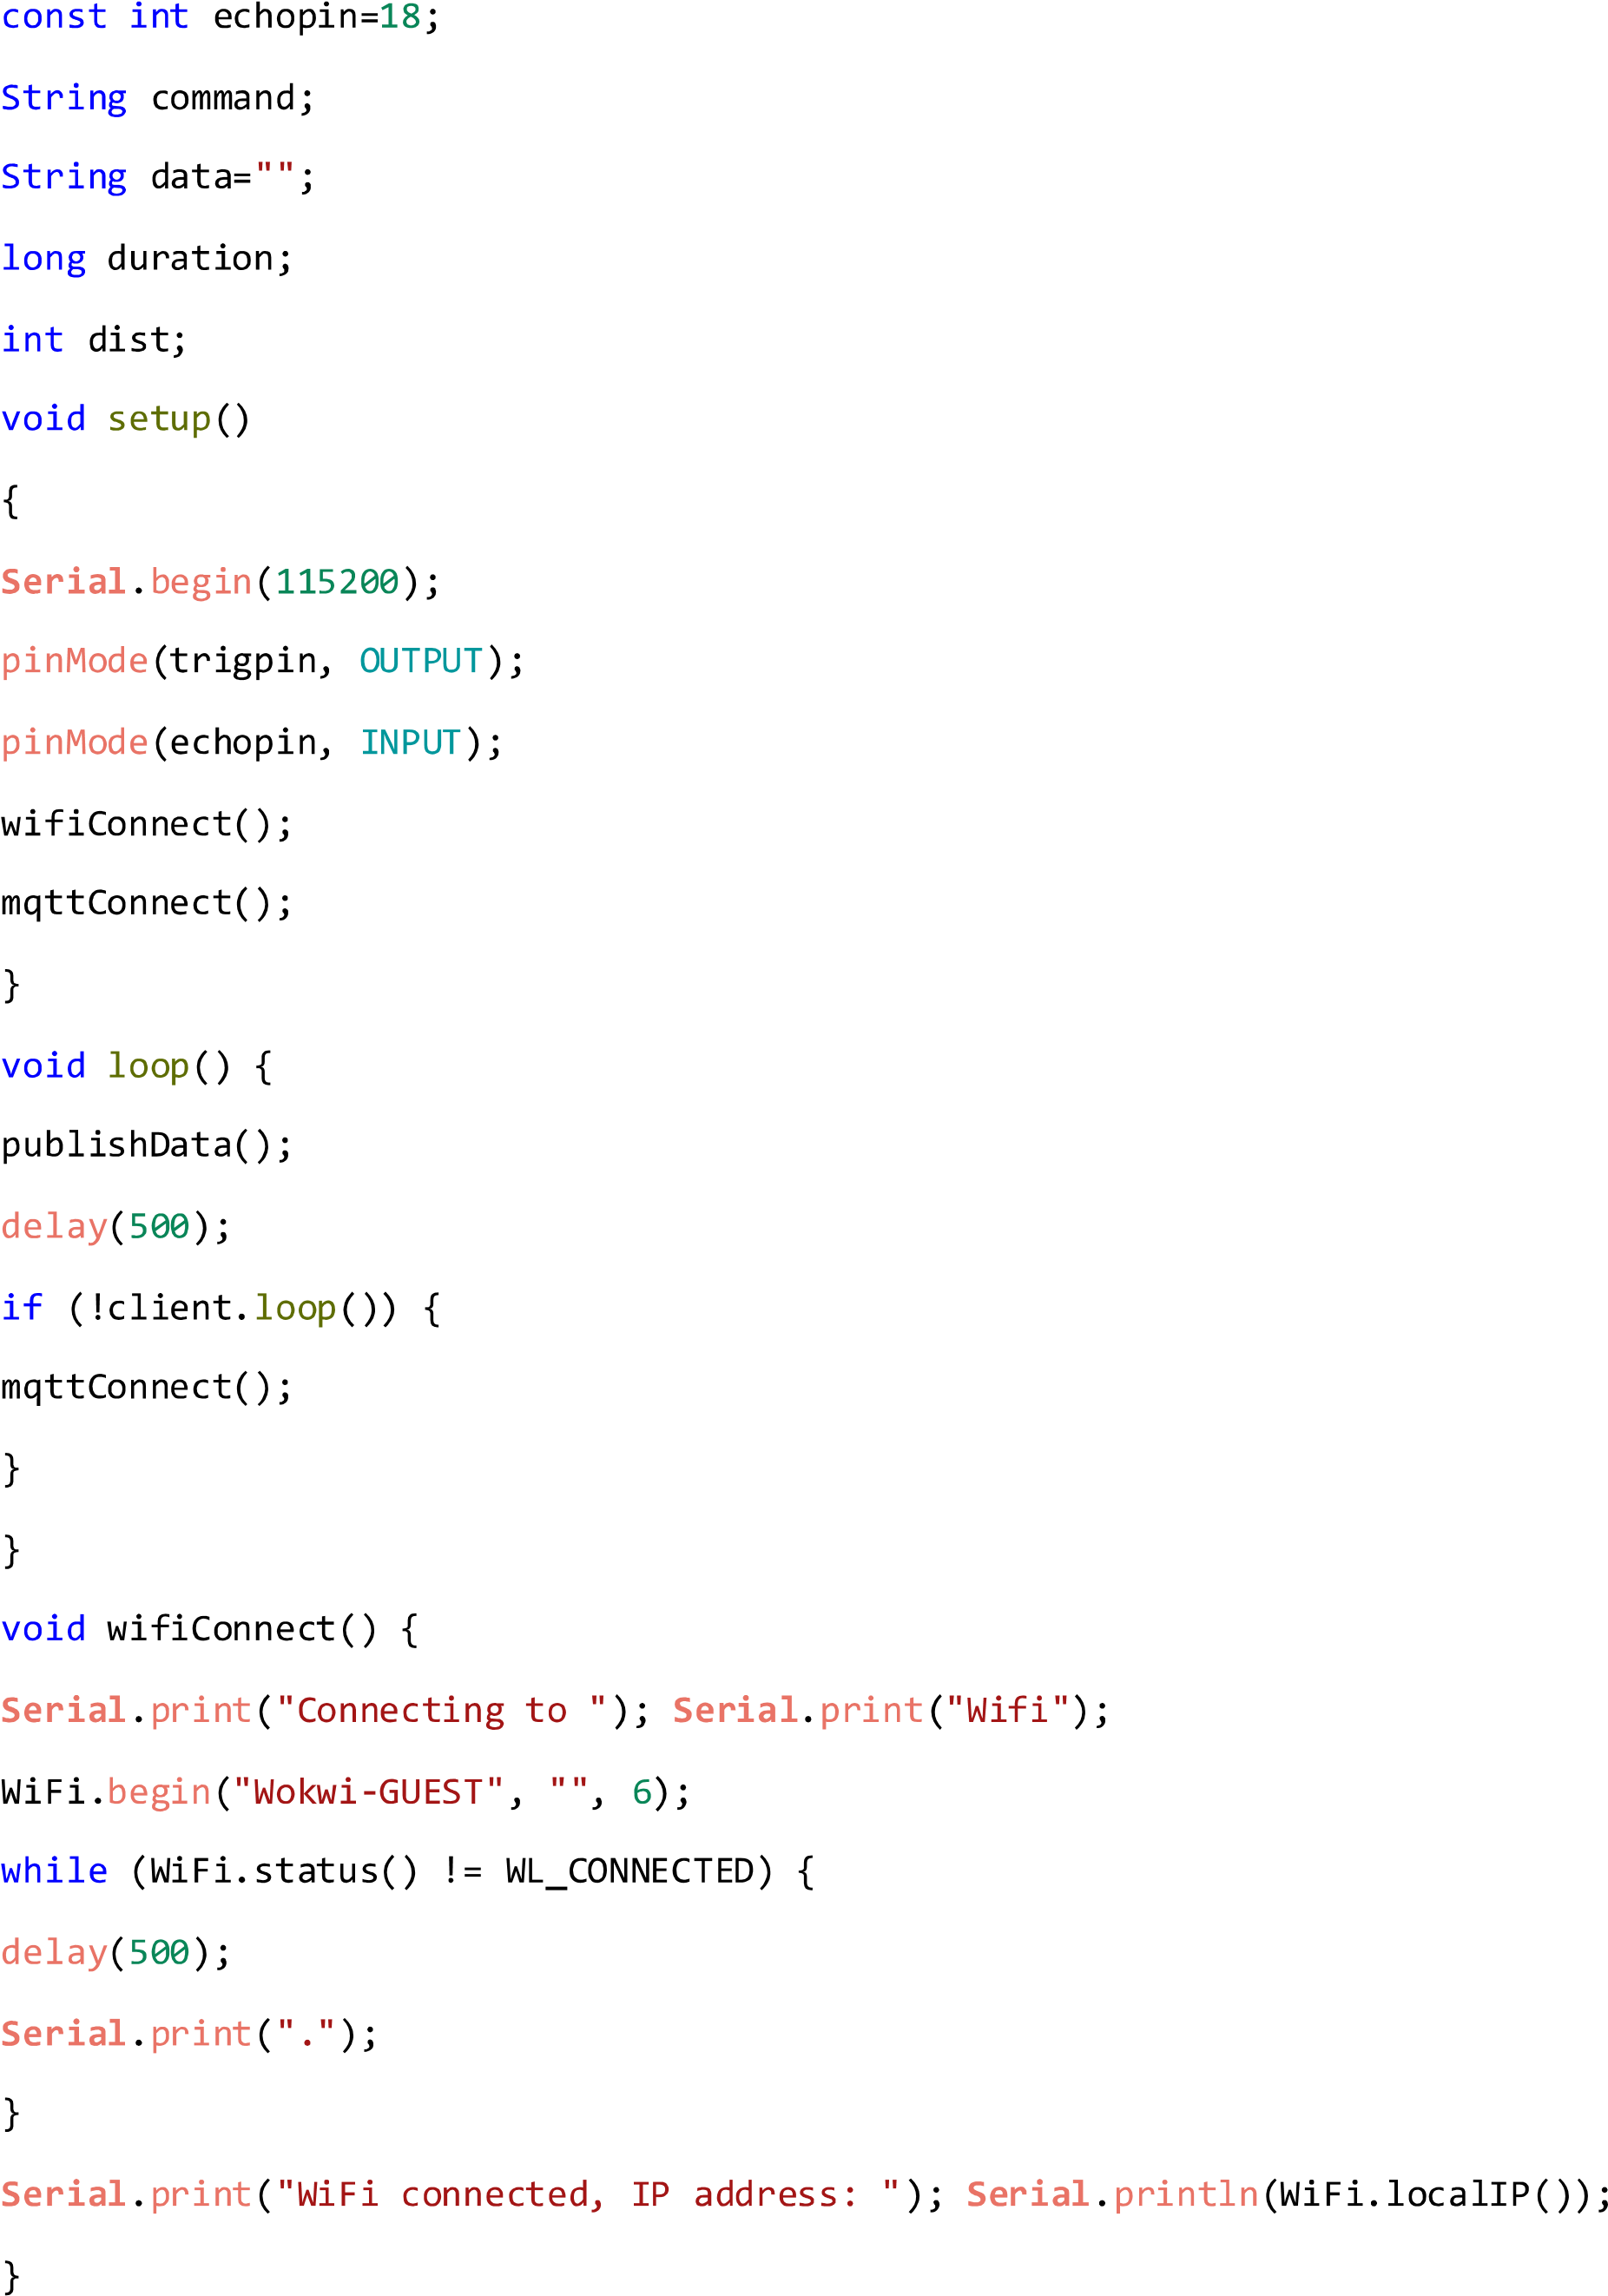 const int echopin=18;
String command;
String data="";
long duration;
int dist;
void setup()
{
Serial.begin(115200);
pinMode(trigpin, OUTPUT);
pinMode(echopin, INPUT);
wifiConnect();
mqttConnect();
}
void loop() {
publishData();
delay(500);
if (!client.loop()) {
mqttConnect();
}
}
void wifiConnect() {
Serial.print("Connecting to "); Serial.print("Wifi");
WiFi.begin("Wokwi-GUEST", "", 6);
while (WiFi.status() != WL_CONNECTED) {
delay(500);
Serial.print(".");
}
Serial.print("WiFi connected, IP address: "); Serial.println(WiFi.localIP());
}